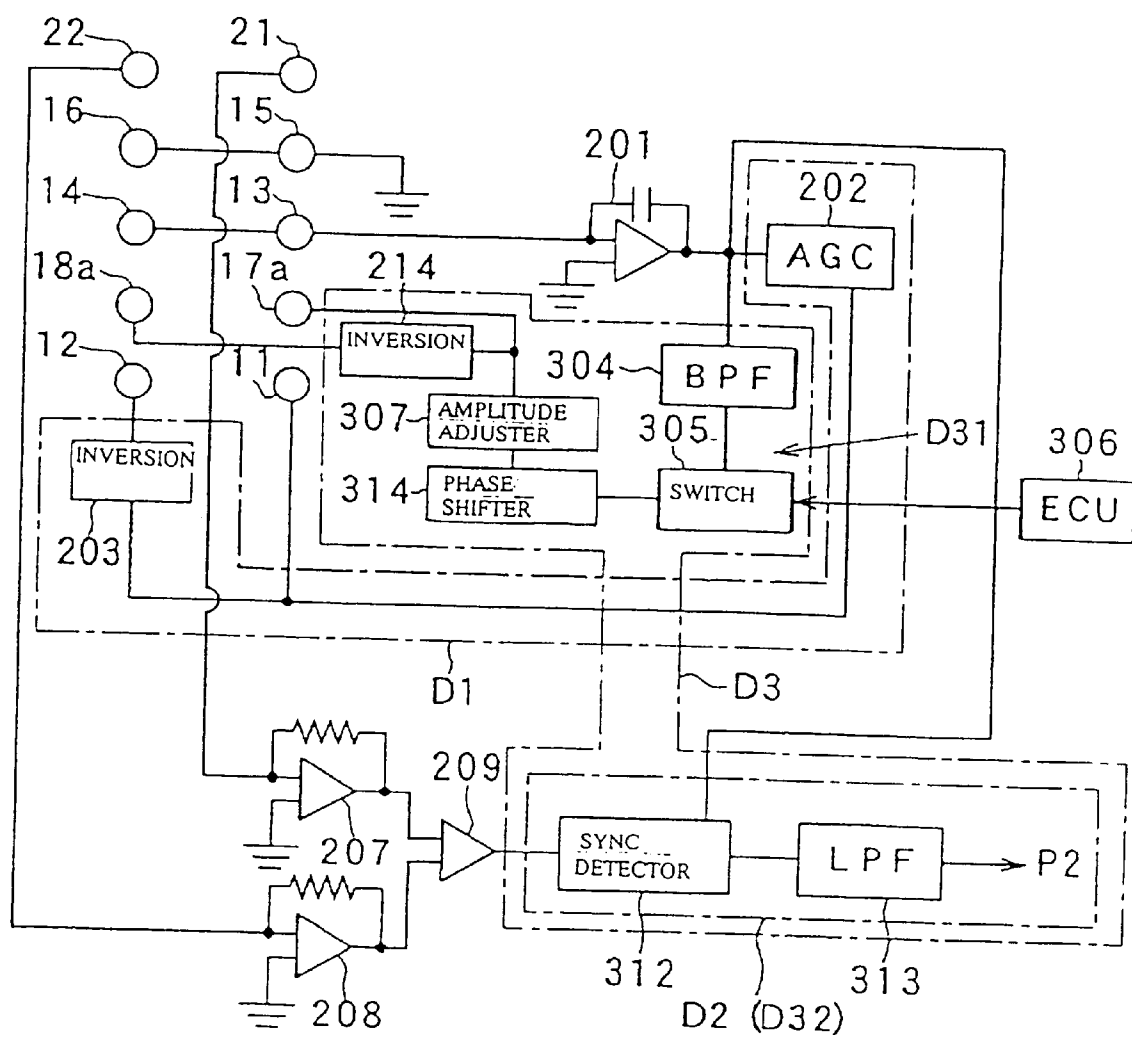 22
21
16
15
201
202
14
13
AGC
18a
17a
214
INVERSION
12
11
304
BPF
307
AMPLITUDE
ADJUSTER
305
D31
306
INVERSION
314
PHASE
SHIFTER
SWITCH
ECU
203
D1
D3
209
207
SYNC
DETECTOR
LPF
P2
312
313
208
D2 (D32)